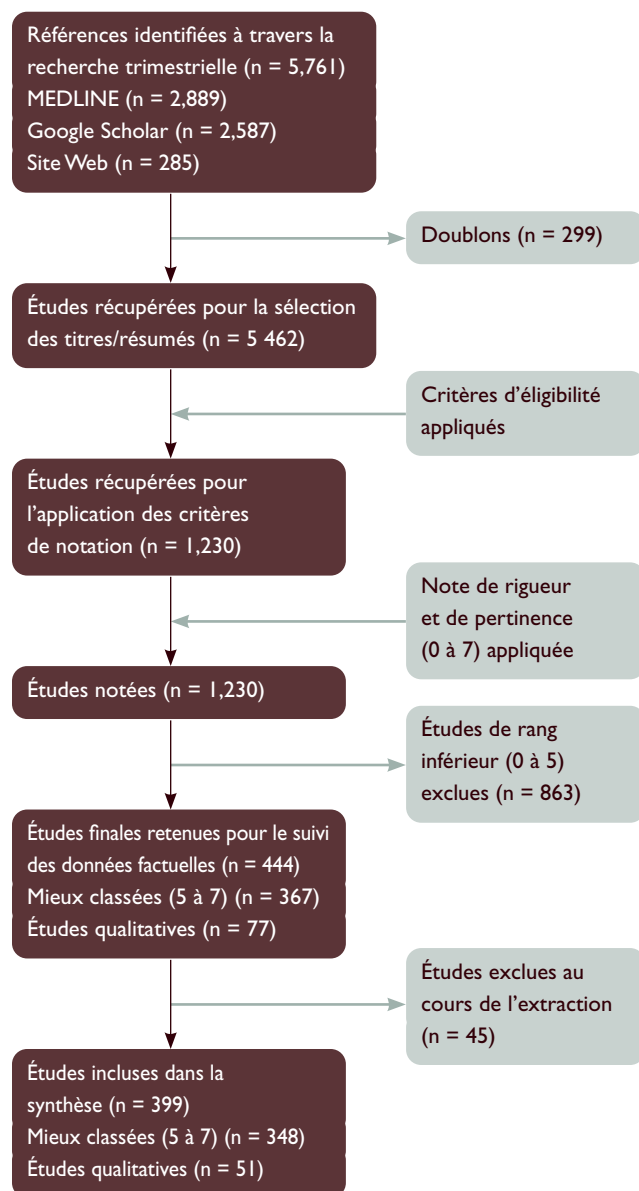 Références identifiées à travers la
recherche trimestrielle (n = 5,761)
MEDLINE (n = 2,889)
Google Scholar (n = 2,587)
Site Web (n = 285)
Doublons (n = 299)
Études récupérées pour la sélection
des titres/résumés (n = 5 462)
Critères d'éligibilité
appliqués
Études récupérées pour
l'application des critères
de notation (n = 1,230)
Note de rigueur
et de pertinence
(0 à 7) appliquée
Études notées (n = 1,230)
Études de rang
inférieur (0 à 5)
exclues (n = 863)
Études finales retenues pour le suivi
des données factuelles (n = 444)
Mieux classées (5 à 7) (n = 367)
Études qualitatives (n = 77)
Études exclues au
cours de l'extraction
(n = 45)
Études incluses dans la
synthèse (n = 399)
Mieux classées (5 à 7) (n = 348)
Études qualitatives (n = 51)